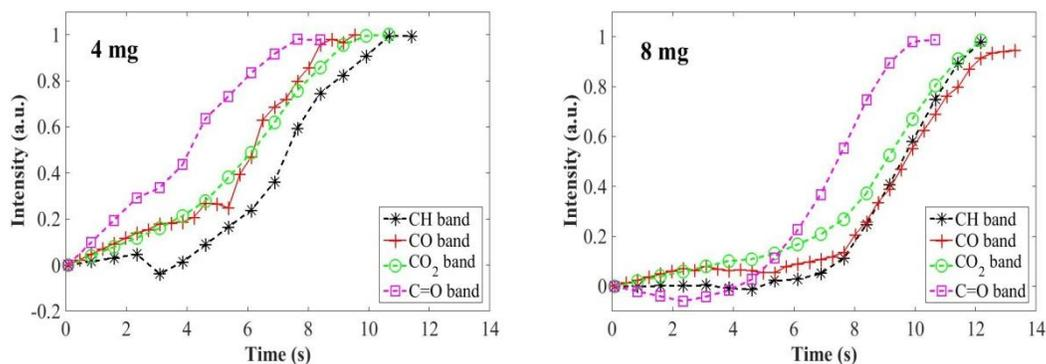 4 mg
Intensity (a.u.)
1
0.8
0.6
0.4
0.2
0
-0.2
0 2 4 6 8 10 12 14
Time (s)
CH band
CO band
CO₂ band
C=O band
8 mg
Intensity (a.u.)
1
0.8
0.6
0.4
0.2
0
0 2 4 6 8 10 12 14
Time (s)
CH band
CO band
CO₂ band
C=O band